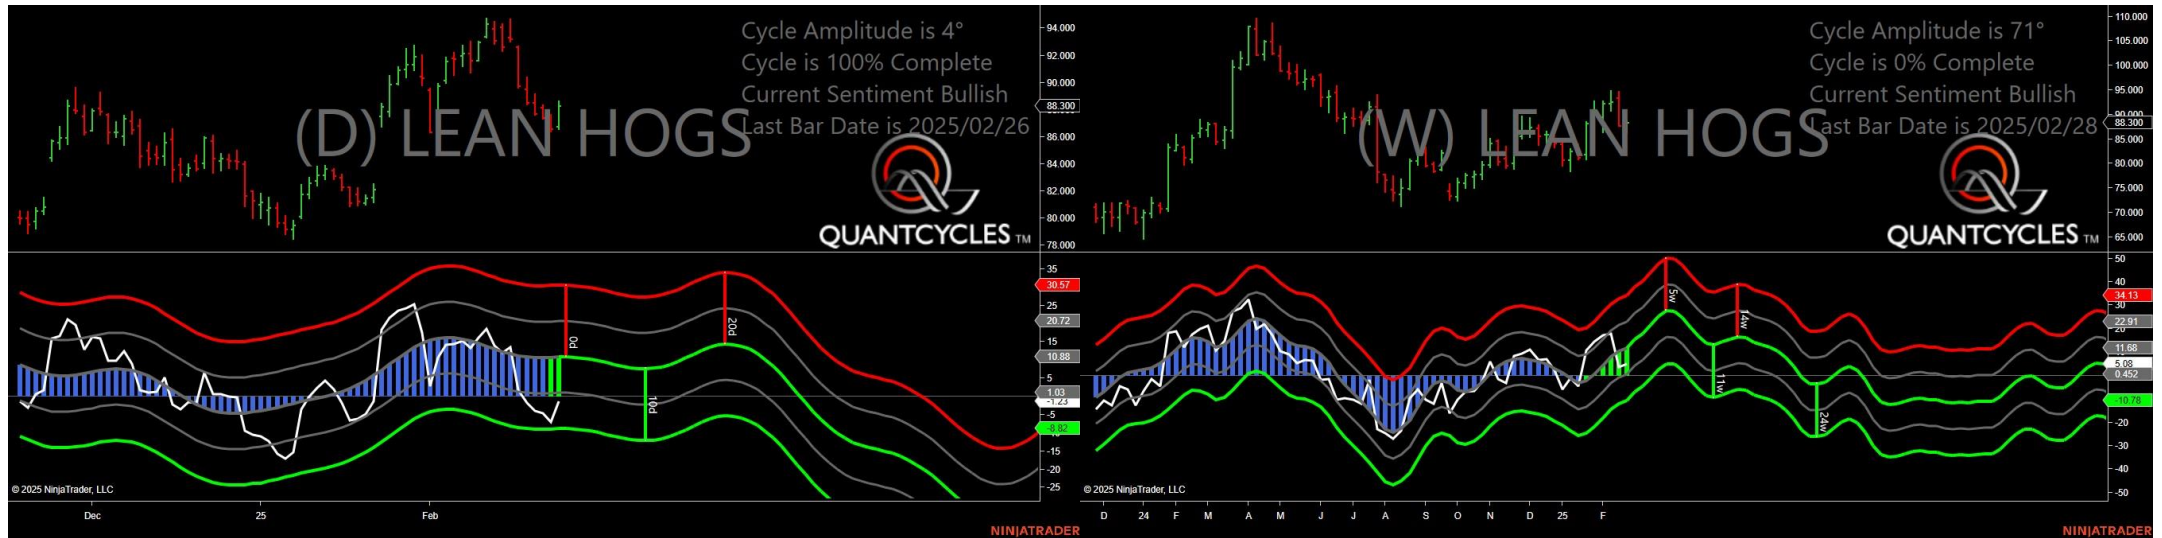 Cycle Amplitude is 4°
Cycle is 100% Complete
Current Sentiment Bullish
Last Bar Date is 2025/02/26
(D) LEAN HOGS
QUANTCYCLES TM
94.000
92.000
90.000
88.300
86.000
84.000
82.000
80.000
78.000
35
30.57
25
20.72
15
10.88
5
1.03
-1.23
-5
-8.82
-15
-20
-25
0d
10d
20d
© 2025 NinjaTrader, LLC
Dec
25
Feb
NINJATRADER
Cycle Amplitude is 71°
Cycle is 0% Complete
Current Sentiment Bullish
Last Bar Date is 2025/02/28
(W) LEAN HOGS
QUANTCYCLES TM
110.000
105.000
100.000
95.000
90.000
88.300
85.000
80.000
75.000
70.000
65.000
50
40
34.13
30
22.91
20
11.68
5.08
0.452
-10.78
-20
-30
-40
-50
5w
14w
11w
24w
© 2025 NinjaTrader, LLC
D 24 F M A M J J A S O N D 25 F
NINJATRADER